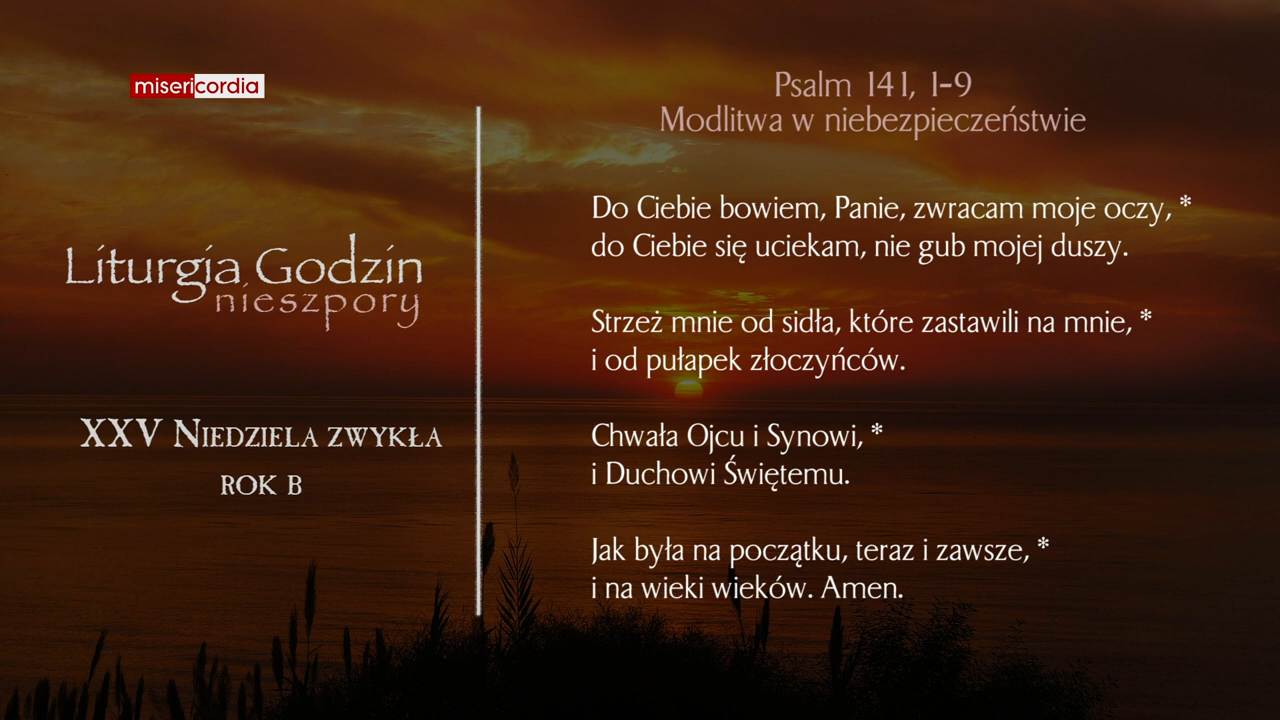 misericordia
Liturgia Godzin
nieszpory
XXV Niedziela zwykła
rok B
Psalm 141, 1-9
Modlitwa w niebezpieczeństwie
Do Ciebie bowiem, Panie, zwracam moje oczy, *
do Ciebie się uciekam, nie gub mojej duszy.
Strzeż mnie od sidła, które zastawili na mnie, *
i od pułapek złoczyńców.
Chwała Ojcu i Synowi, *
i Duchowi Świętemu.
Jak była na początku, teraz i zawsze, *
i na wieki wieków. Amen.